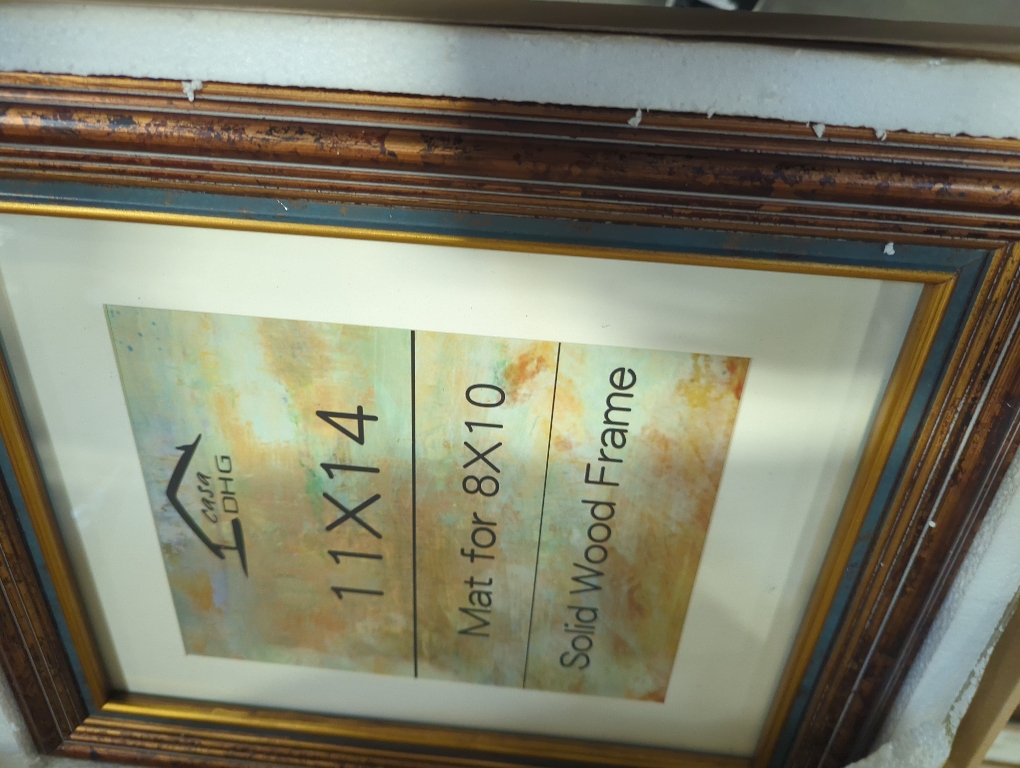 casa
DHG
11X14
Mat for 8X10
Solid Wood Frame